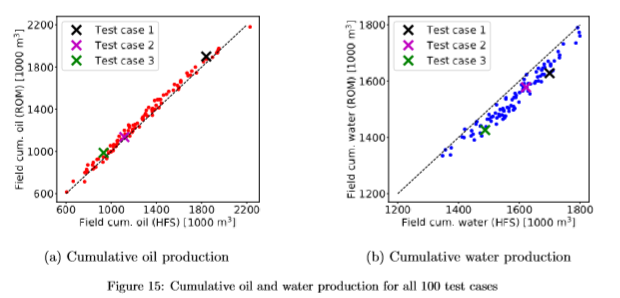 2200
1800
1400
1000
600
Field cum. oil (ROM) [1000 m³]
Test case 1
Test case 2
Test case 3
600 1000 1400 1800 2200
Field cum. oil (HFS) [1000 m³]
(a) Cumulative oil production
1800
1600
1400
1200
Field cum. water (ROM) [1000 m³]
Test case 1
Test case 2
Test case 3
1200 1400 1600 1800
Field cum. water (HFS) [1000 m³]
(b) Cumulative water production
Figure 15: Cumulative oil and water production for all 100 test cases